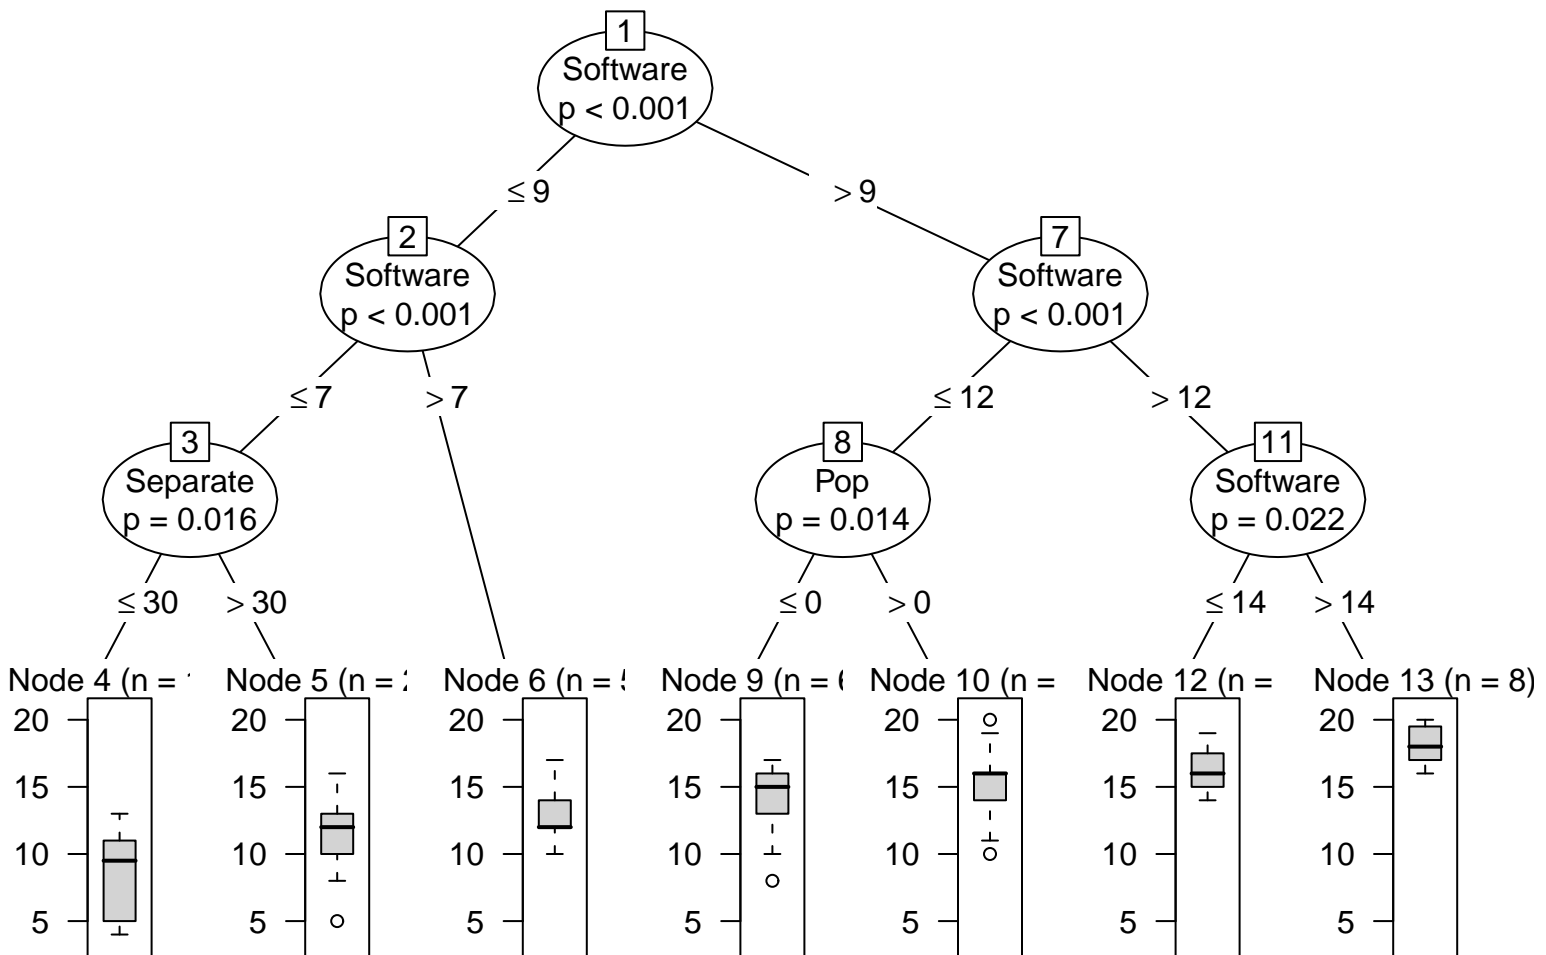 1
Software
p < 0.001
≤ 9
> 9
2
Software
p < 0.001
7
Software
p < 0.001
≤ 7
> 7
≤ 12
> 12
3
Separate
p = 0.016
8
Pop
p = 0.014
11
Software
p = 0.022
≤ 30
> 30
≤ 0
> 0
≤ 14
> 14
Node 4 (n =
Node 5 (n =
Node 6 (n =
Node 9 (n =
Node 10 (n =
Node 12 (n =
Node 13 (n = 8)
20 20 20 20 20 20 20
15 15 15 15 15 15 15
10 10 10 10 10 10 10
5 5 5 5 5 5 5